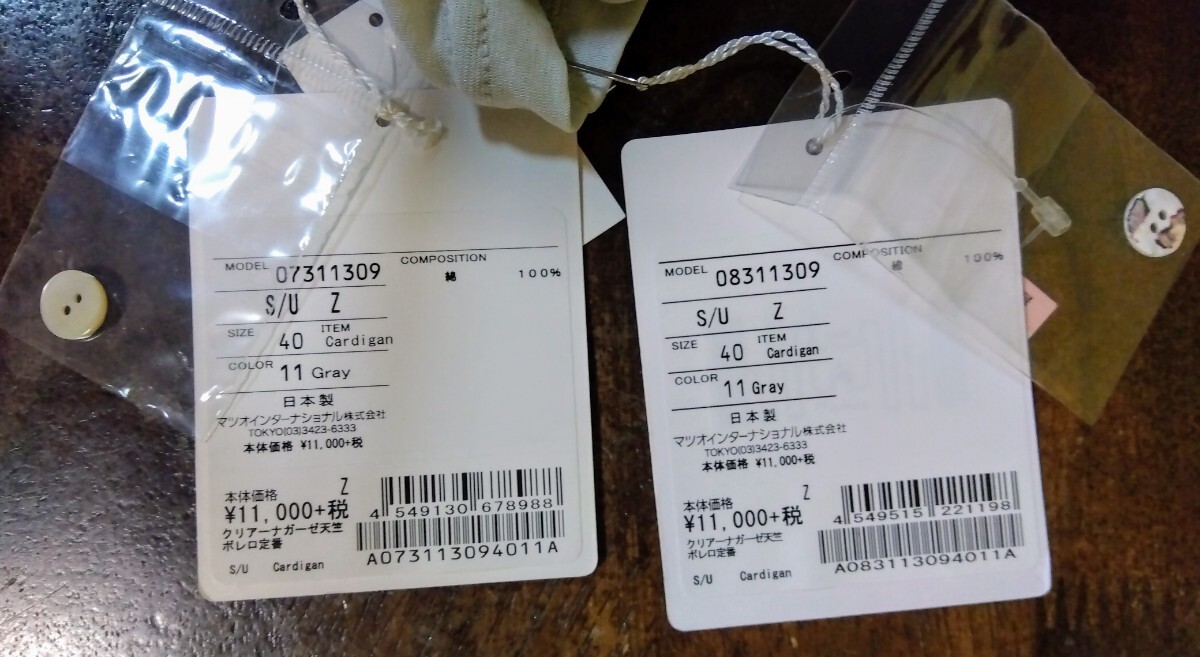 MODEL 07311309
COMPOSITION
綿 100%
S/U Z
SIZE 40
ITEM Cardigan
COLOR 11 Gray
日本製
マツオインターナショナル株式会社
TOKYO(03)3423-6333
本体価格 ¥11,000+税
本体価格 Z
¥11,000+税
クリアーナガーゼ天竺
ボレロ定番
S/U Cardigan
4 549130 678988
A073113094011A
MODEL 08311309
COMPOSITION
綿 100%
S/U Z
SIZE 40
ITEM Cardigan
COLOR 11 Gray
日本製
マツオインターナショナル株式会社
TOKYO(03)3423-6333
本体価格 ¥11,000+税
本体価格 Z
¥11,000+税
クリアーナガーゼ天竺
ボレロ定番
S/U Cardigan
4 549515 221198
A083113094011A